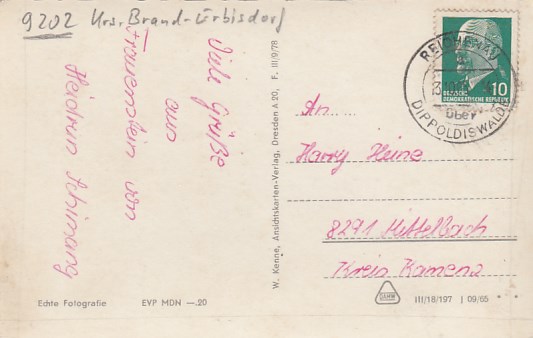 9202 Krs. Brand-Erbisdorf
Viele Grüße
aus
Frauenstein von
Heidrun Schimang
Echte Fotografie EVP MDN —.20
W. Kenne, Ansichtskarten-Verlag, Dresden A 20, F. III/9/78
REICHENAU
über
DIPPOLDISWALDE
10
DEUTSCHE
DEMOKRATISCHE REPUBLIK
An...
Harry Heine
8291 Mittelbach
Kreis Kamenz
III/18/197 J 09/65